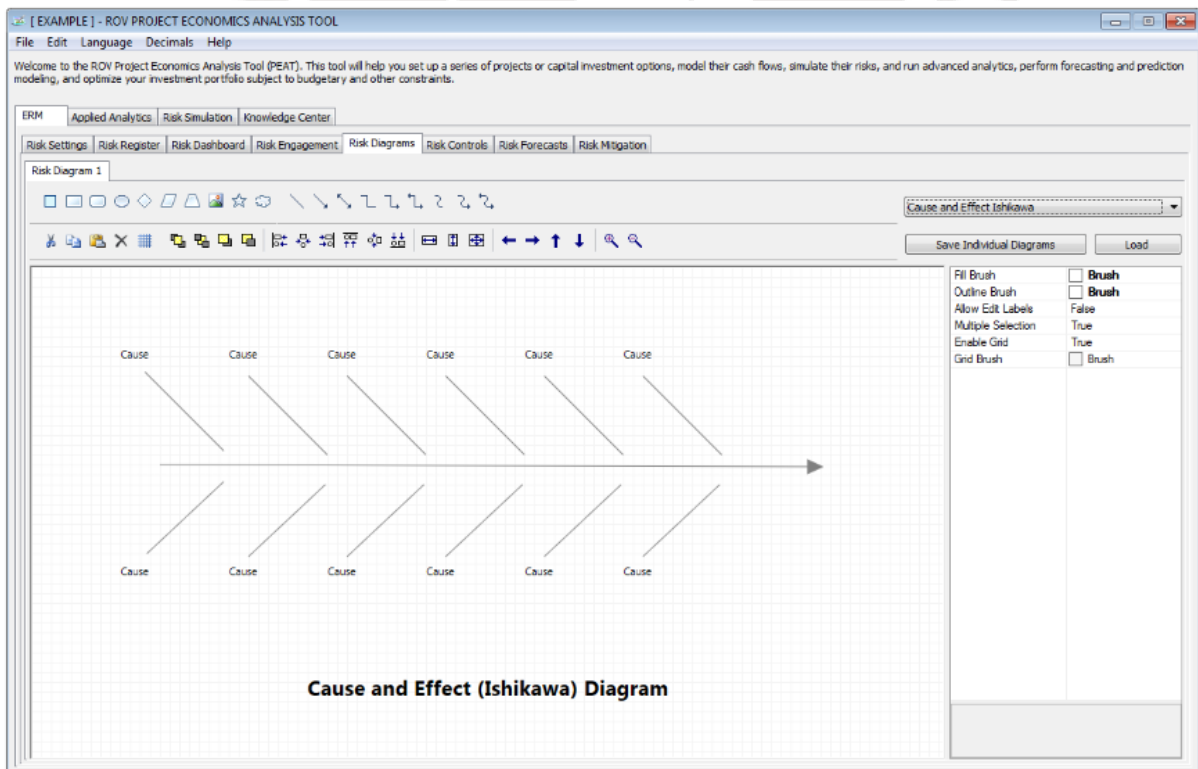 [ EXAMPLE ] - ROV PROJECT ECONOMICS ANALYSIS TOOL
File Edit Language Decimals Help
Welcome to the ROV Project Economics Analysis Tool (PEAT). This tool will help you set up a series of projects or capital investment options, model their cash flows, simulate their risks, and run advanced analytics, perform forecasting and prediction
modeling, and optimize your investment portfolio subject to budgetary and other constraints.
ERM Applied Analytics Risk Simulation Knowledge Center
Risk Settings Risk Register Risk Dashboard Risk Engagement Risk Diagrams Risk Controls Risk Forecasts Risk Mitigation
Risk Diagram 1
Cause and Effect Ishikawa
Save Individual Diagrams Load
Fill Brush Brush
Outline Brush Brush
Allow Edit Labels False
Multiple Selection True
Enable Grid True
Grid Brush Brush
Cause Cause Cause Cause Cause Cause
Cause Cause Cause Cause Cause Cause
Cause and Effect (Ishikawa) Diagram